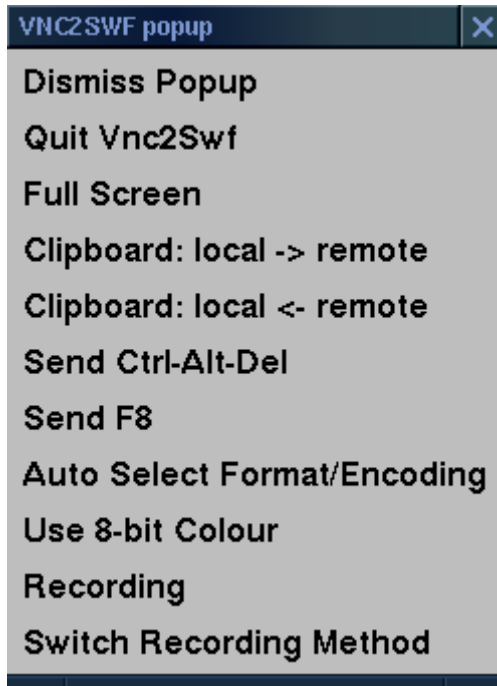 VNC2SWF popup
Dismiss Popup
Quit Vnc2Swf
Full Screen
Clipboard: local -> remote
Clipboard: local <- remote
Send Ctrl-Alt-Del
Send F8
Auto Select Format/Encoding
Use 8-bit Colour
Recording
Switch Recording Method